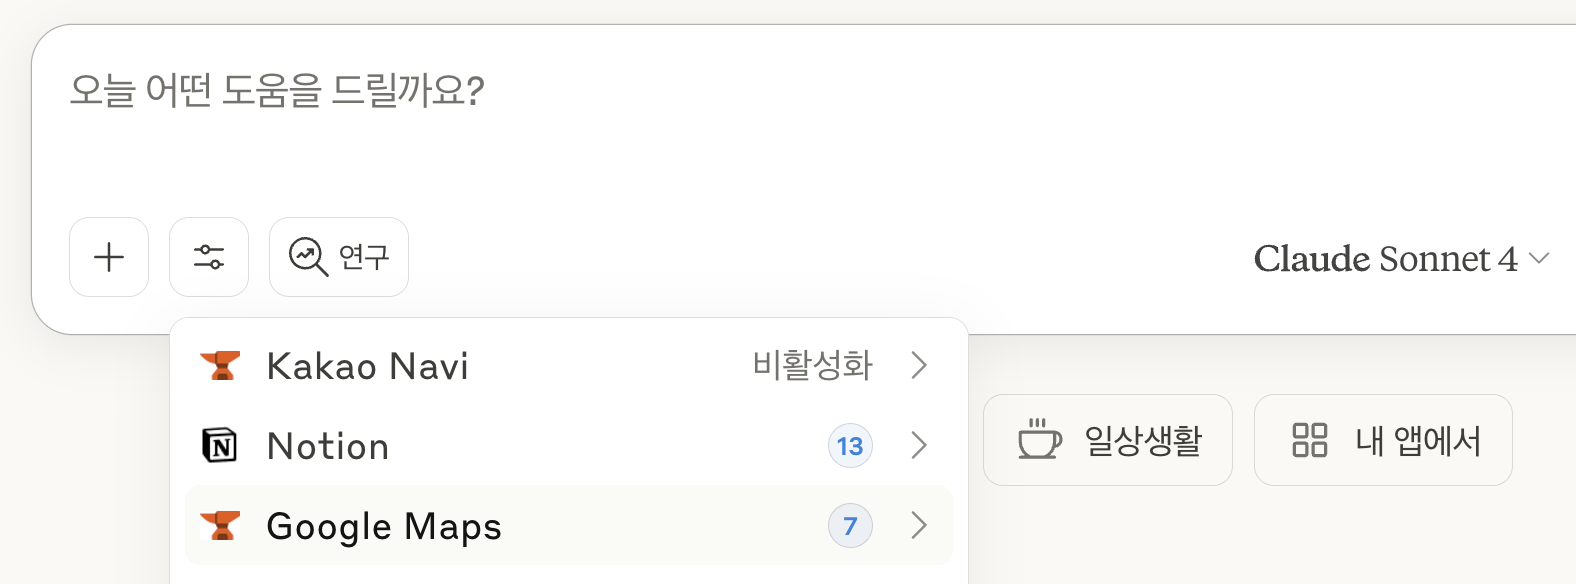 오늘 어떤 도움을 드릴까요?
연구
Claude Sonnet 4
Kakao Navi 비활성화
Notion 13
Google Maps 7
일상생활
내 앱에서